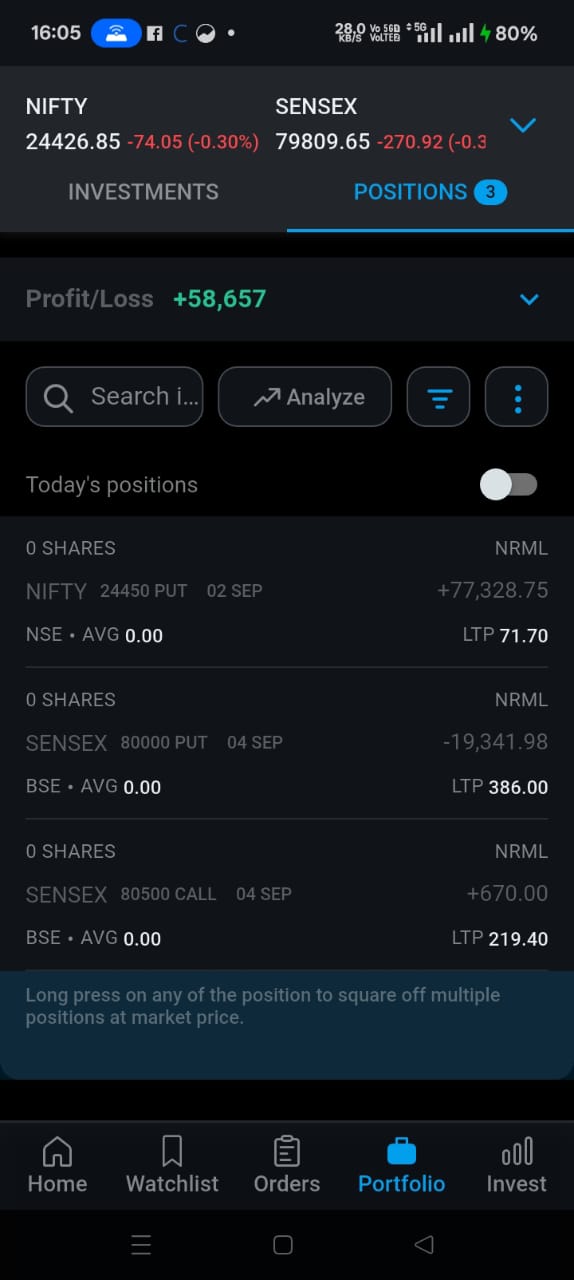 16:05 28.0 KB/S Vo 5GD VoLTE2 5G 80%
NIFTY SENSEX
24426.85 -74.05 (-0.30%) 79809.65 -270.92 (-0.3
INVESTMENTS POSITIONS 3
Profit/Loss +58,657
Search i... Analyze
Today's positions
0 SHARES NRML
NIFTY 24450 PUT 02 SEP +77,328.75
NSE • AVG 0.00 LTP 71.70
0 SHARES NRML
SENSEX 80000 PUT 04 SEP -19,341.98
BSE • AVG 0.00 LTP 386.00
0 SHARES NRML
SENSEX 80500 CALL 04 SEP +670.00
BSE • AVG 0.00 LTP 219.40
Long press on any of the position to square off multiple
positions at market price.
Home Watchlist Orders Portfolio Invest